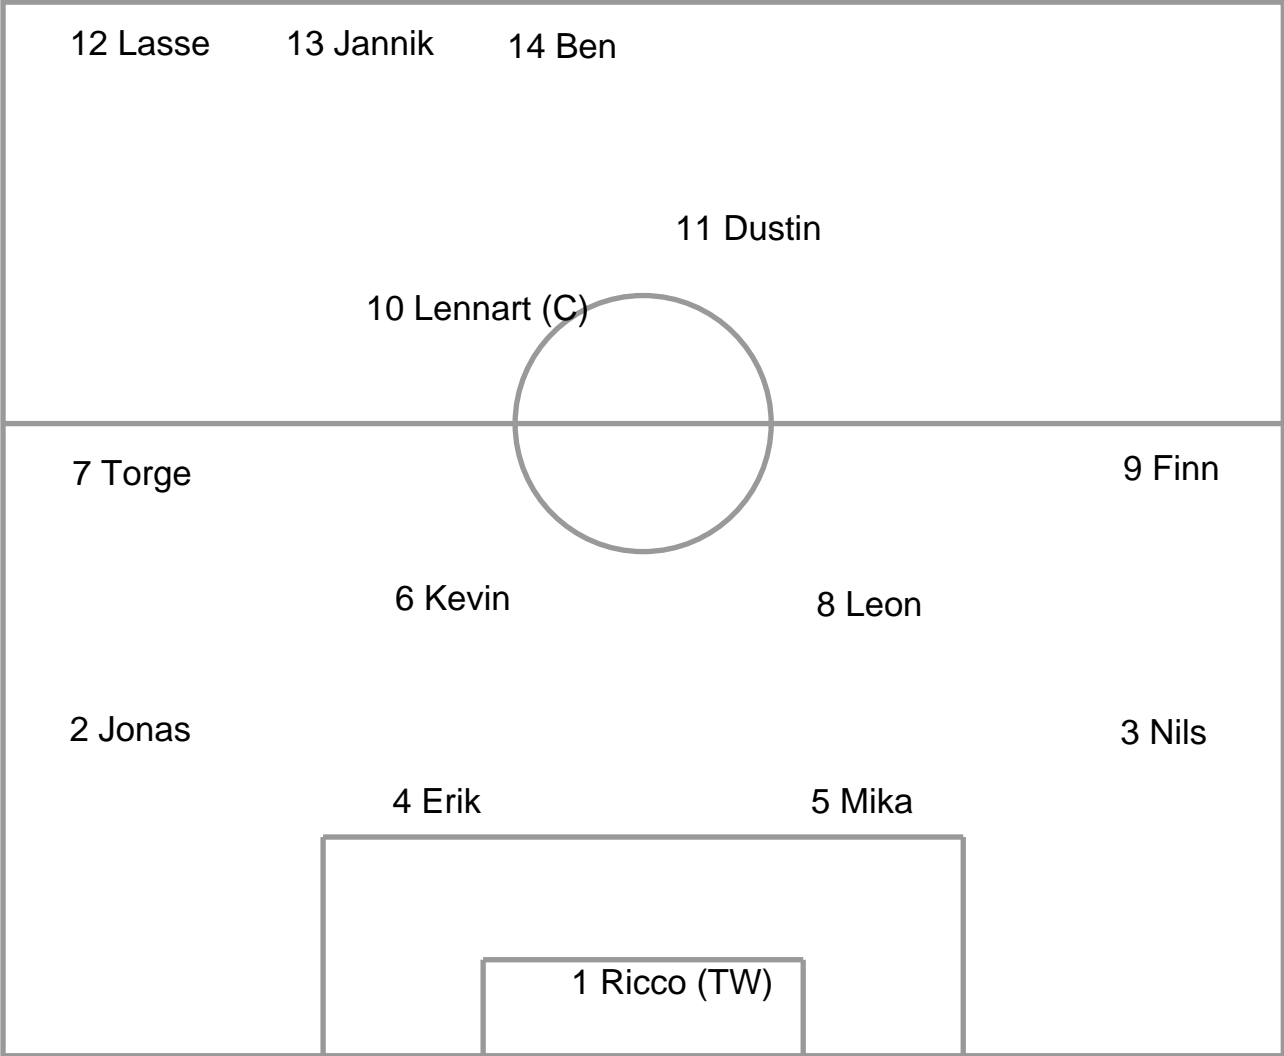 12 Lasse
13 Jannik
14 Ben
11 Dustin
10 Lennart (C)
7 Torge
9 Finn
6 Kevin
8 Leon
2 Jonas
3 Nils
4 Erik
5 Mika
1 Ricco (TW)